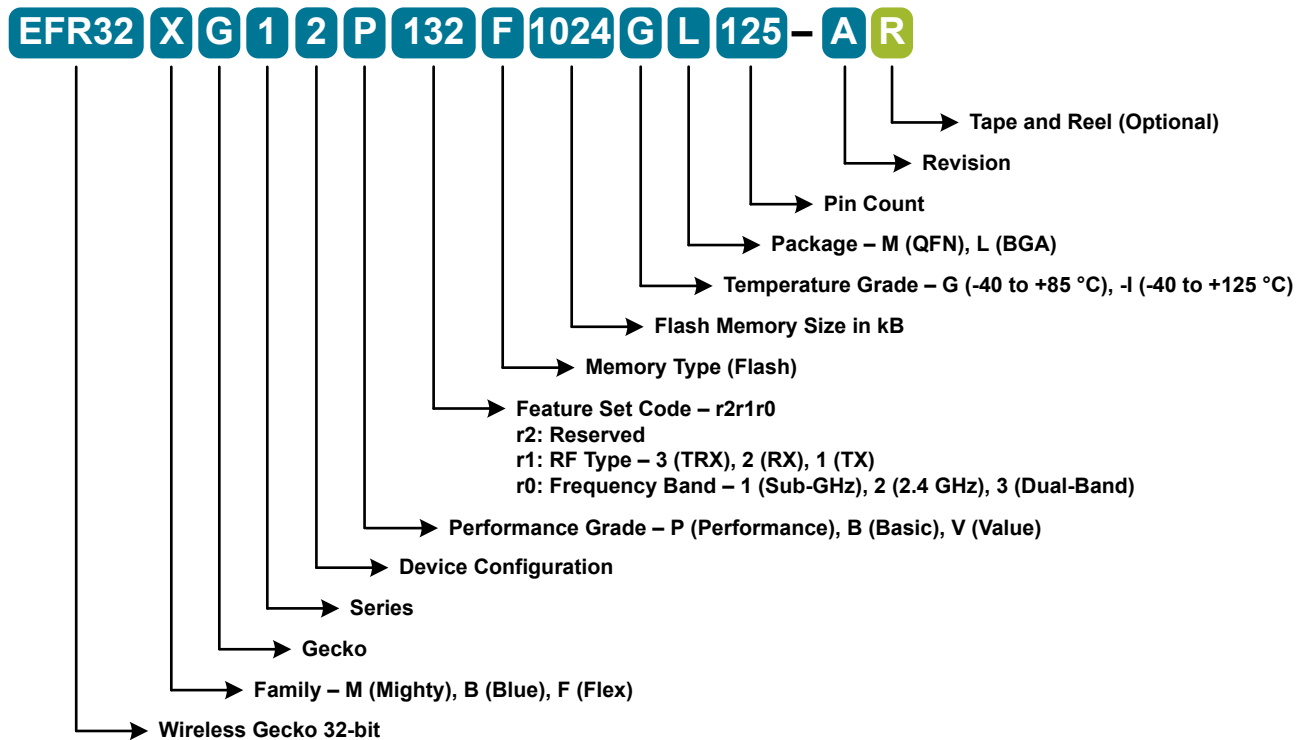 EFR32 X G 1 2 P 132 F 1024 G L 125 – A R
Tape and Reel (Optional)
Revision
Pin Count
Package – M (QFN), L (BGA)
Temperature Grade – G (-40 to +85 °C), -I (-40 to +125 °C)
Flash Memory Size in kB
Memory Type (Flash)
Feature Set Code – r2r1r0
r2: Reserved
r1: RF Type – 3 (TRX), 2 (RX), 1 (TX)
r0: Frequency Band – 1 (Sub-GHz), 2 (2.4 GHz), 3 (Dual-Band)
Performance Grade – P (Performance), B (Basic), V (Value)
Device Configuration
Series
Gecko
Family – M (Mighty), B (Blue), F (Flex)
Wireless Gecko 32-bit